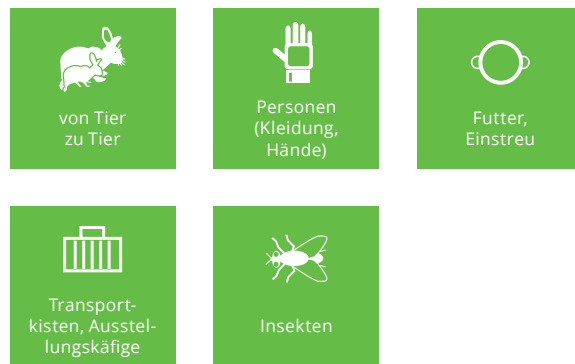 von Tier
zu Tier
Personen
(Kleidung,
Hände)
Futter,
Einstreu
Transport-
kisten, Ausstel-
lungskäfige
Insekten